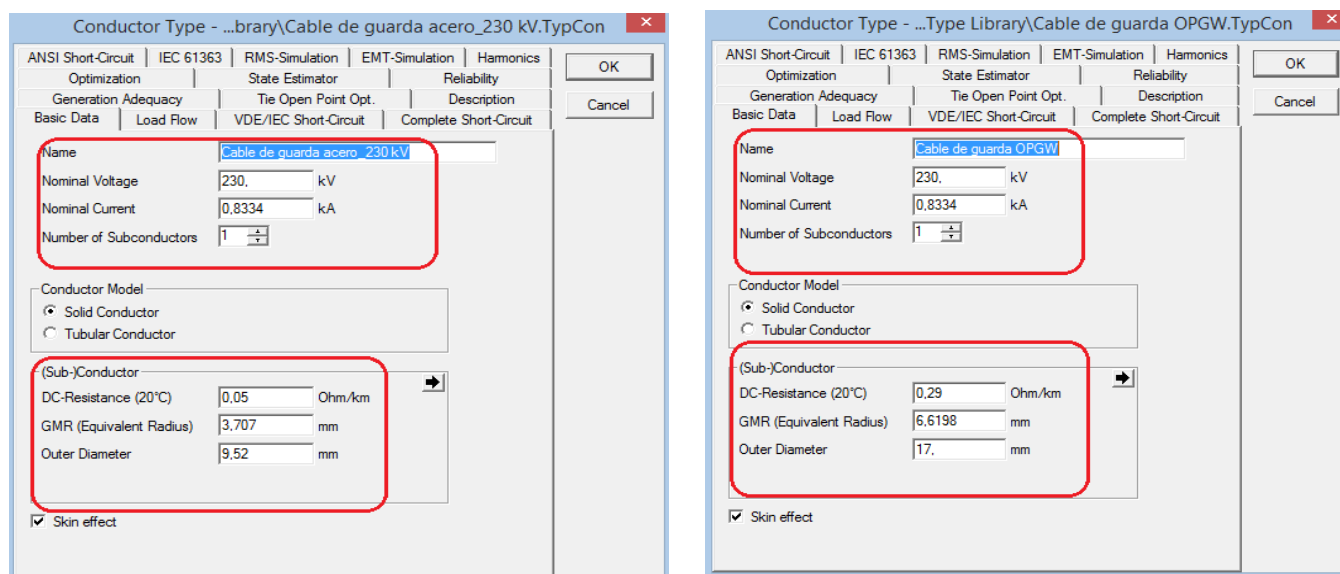 Conductor Type - ...brary\Cable de guarda acero_230 kV.TypCon
ANSI Short-Circuit IEC 61363 RMS-Simulation EMT-Simulation Harmonics
Optimization State Estimator Reliability
Generation Adequacy Tie Open Point Opt. Description
Basic Data Load Flow VDE/IEC Short-Circuit Complete Short-Circuit
OK
Cancel
Name Cable de guarda acero_230 kV
Nominal Voltage 230, kV
Nominal Current 0,8334 kA
Number of Subconductors 1
Conductor Model
Solid Conductor
Tubular Conductor
(Sub-)Conductor
DC-Resistance (20°C) 0,05 Ohm/km
GMR (Equivalent Radius) 3,707 mm
Outer Diameter 9,52 mm
Skin effect
Conductor Type - ...Type Library\Cable de guarda OPGW.TypCon
ANSI Short-Circuit IEC 61363 RMS-Simulation EMT-Simulation Harmonics
Optimization State Estimator Reliability
Generation Adequacy Tie Open Point Opt. Description
Basic Data Load Flow VDE/IEC Short-Circuit Complete Short-Circuit
OK
Cancel
Name Cable de guarda OPGW
Nominal Voltage 230, kV
Nominal Current 0,8334 kA
Number of Subconductors 1
Conductor Model
Solid Conductor
Tubular Conductor
(Sub-)Conductor
DC-Resistance (20°C) 0,29 Ohm/km
GMR (Equivalent Radius) 6,6198 mm
Outer Diameter 17, mm
Skin effect